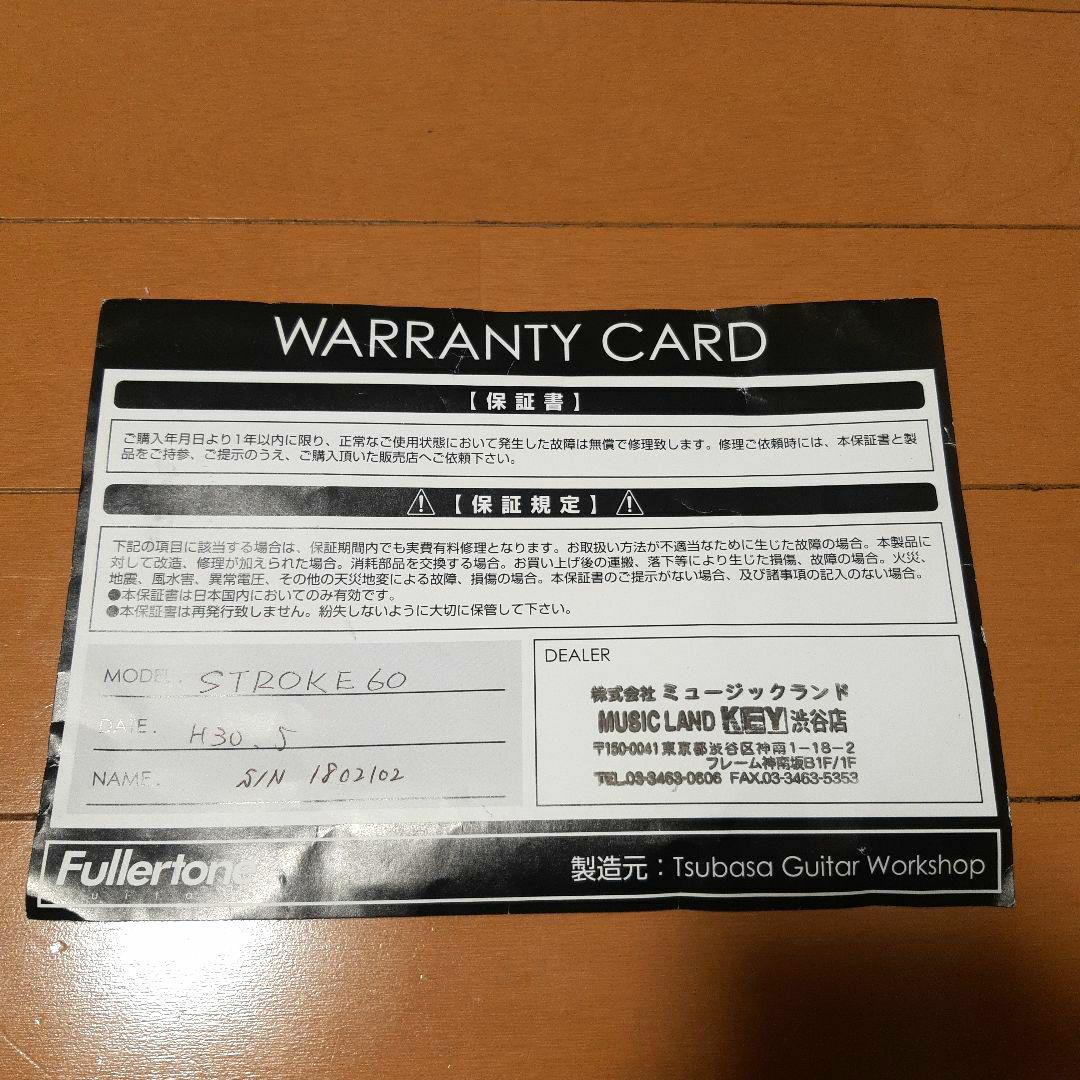 WARRANTY CARD
【保証書】
ご購入年月日より1年以内に限り、正常なご使用状態において発生した故障は無償で修理致します。修理ご依頼時には、本保証書と製
品をご持参、ご提示のうえ、ご購入頂いた販売店へご依頼下さい。
【保証規定】
下記の項目に該当する場合は、保証期間内でも実費有料修理となります。お取扱い方法が不適当なために生じた故障の場合。本製品に
対して改造、修理が加えられた場合。消耗部品を交換する場合。お買い上げ後の運搬、落下等により生じた損傷、故障の場合。火災、
地震、風水害、異常電圧、その他の天災地変による故障、損傷の場合。本保証書のご提示がない場合、及び諸事項の記入のない場合。
●本保証書は日本国内においてのみ有効です。
●本保証書は再発行致しません。紛失しないように大切に保管して下さい。
MODEL. STROKE 60
DATE. H30.5
NAME. S/N 1802102
DEALER
株式会社 ミュージックランド
MUSIC LAND KEY 渋谷店
〒150-0041 東京都渋谷区神南1-18-2
フレーム神南坂B1F/1F
TEL.03-3463-0606 FAX.03-3463-5353
Fullertone
製造元：Tsubasa Guitar Workshop